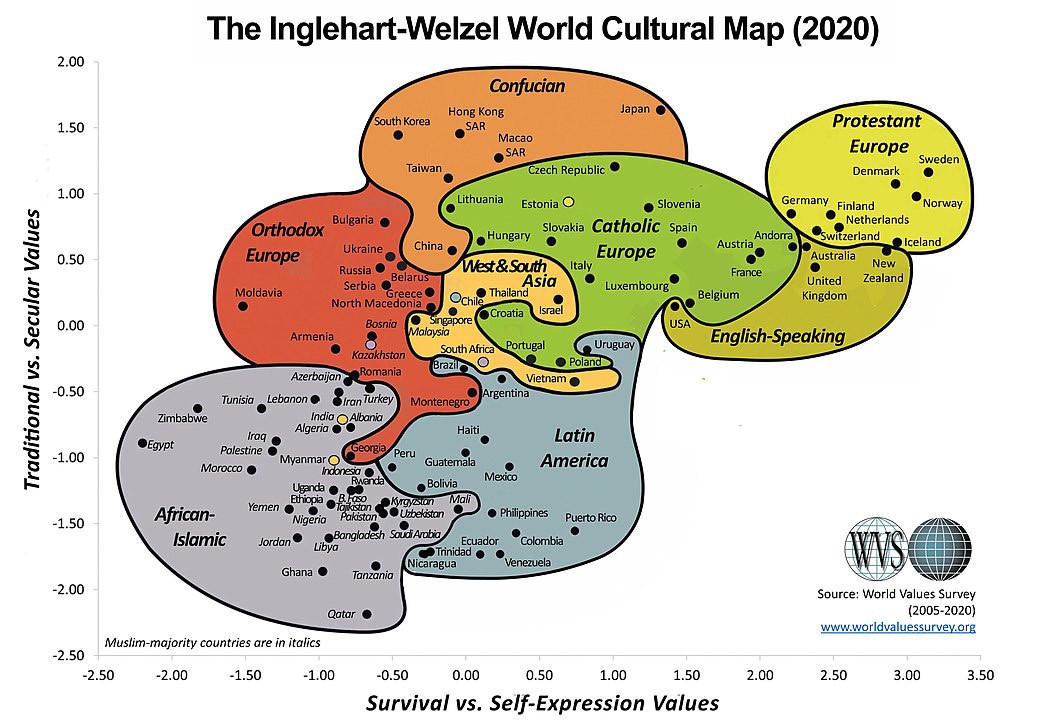 The Inglehart-Welzel World Cultural Map (2020)
Traditional vs. Secular Values
2.00
1.50
1.00
0.50
0.00
-0.50
-1.00
-1.50
-2.00
-2.50
Confucian
Japan
Hong Kong
SAR
South Korea
Macao
SAR
Taiwan
China
Protestant
Europe
Sweden
Denmark
Norway
Germany
Finland
Netherlands
Switzerland
Iceland
Catholic
Europe
Czech Republic
Lithuania
Estonia
Slovenia
Hungary
Slovakia
Spain
Andorra
Austria
France
Italy
Luxembourg
Belgium
Croatia
Portugal
Poland
English-Speaking
Australia
New
Zealand
United
Kingdom
USA
Orthodox
Europe
Bulgaria
Ukraine
Russia
Belarus
Serbia
Greece
North Macedonia
Moldavia
Bosnia
Armenia
Kazakhstan
Romania
Montenegro
Georgia
West & South
Asia
Thailand
Chile
Israel
Singapore
Malaysia
South Africa
Vietnam
Latin
America
Uruguay
Brazil
Argentina
Haiti
Guatemala
Peru
Mexico
Bolivia
Philippines
Puerto Rico
Colombia
Ecuador
Venezuela
Trinidad
Nicaragua
African-
Islamic
Azerbaijan
Lebanon
Iran
Turkey
Tunisia
Zimbabwe
India
Albania
Algeria
Egypt
Iraq
Palestine
Morocco
Myanmar
Indonesia
Rwanda
Uganda
Ethiopia
B. Faso
Kyrgyzstan
Mali
Tajikistan
Yemen
Nigeria
Pakistan
Uzbekistan
Bangladesh
Saudi Arabia
Jordan
Libya
Ghana
Tanzania
Qatar
Muslim-majority countries are in italics
WVS
Source: World Values Survey
(2005-2020)
www.worldvaluessurvey.org
-2.50 -2.00 -1.50 -1.00 -0.50 0.00 0.50 1.00 1.50 2.00 2.50 3.00 3.50
Survival vs. Self-Expression Values